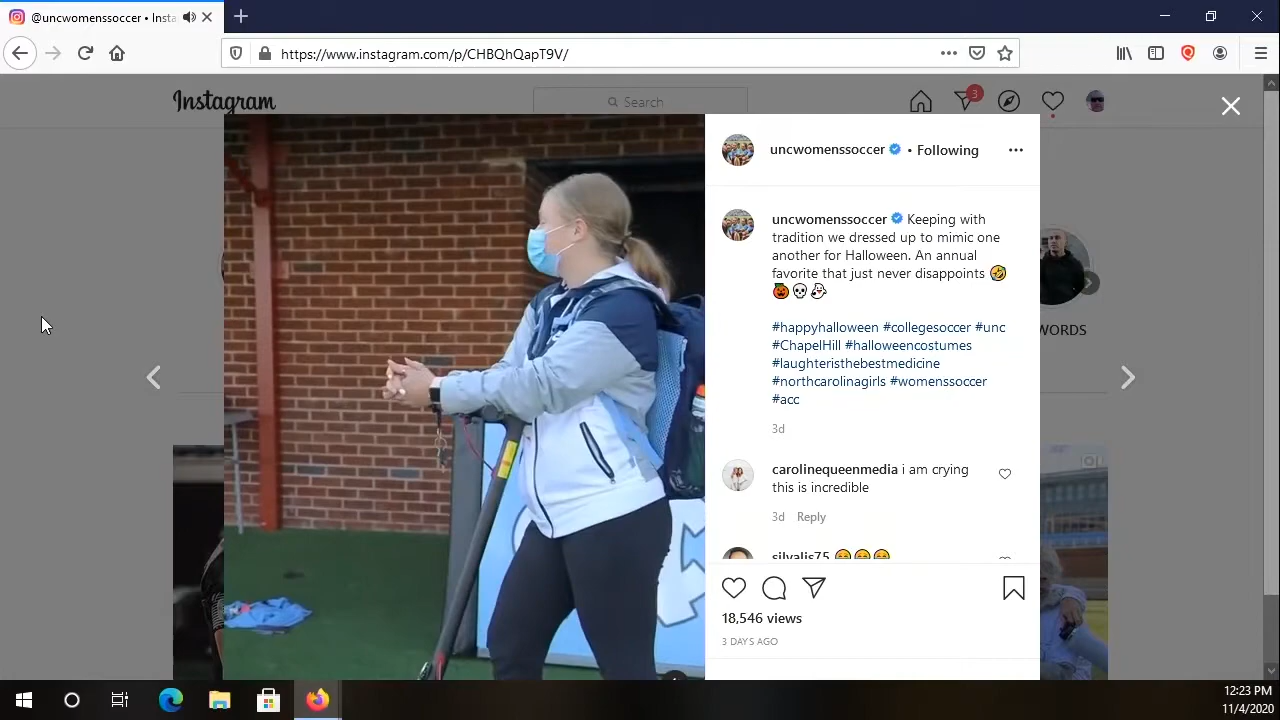 @uncwomenssoccer • Insta
https://www.instagram.com/p/CHBQhQapT9V/
Instagram
Search
3
uncwomenssoccer • Following
uncwomenssoccer Keeping with
tradition we dressed up to mimic one
another for Halloween. An annual
favorite that just never disappoints 🤣
🎃💀👻
#happyhalloween #collegesoccer #unc
#ChapelHill #halloweencostumes
#laughteristhebestmedicine
#northcarolinagirls #womenssoccer
#acc
3d
WORDS
carolinequeenmedia i am crying
this is incredible
3d Reply
silvalis75 😄😄😄
18,546 views
3 DAYS AGO
12:23 PM
11/4/2020